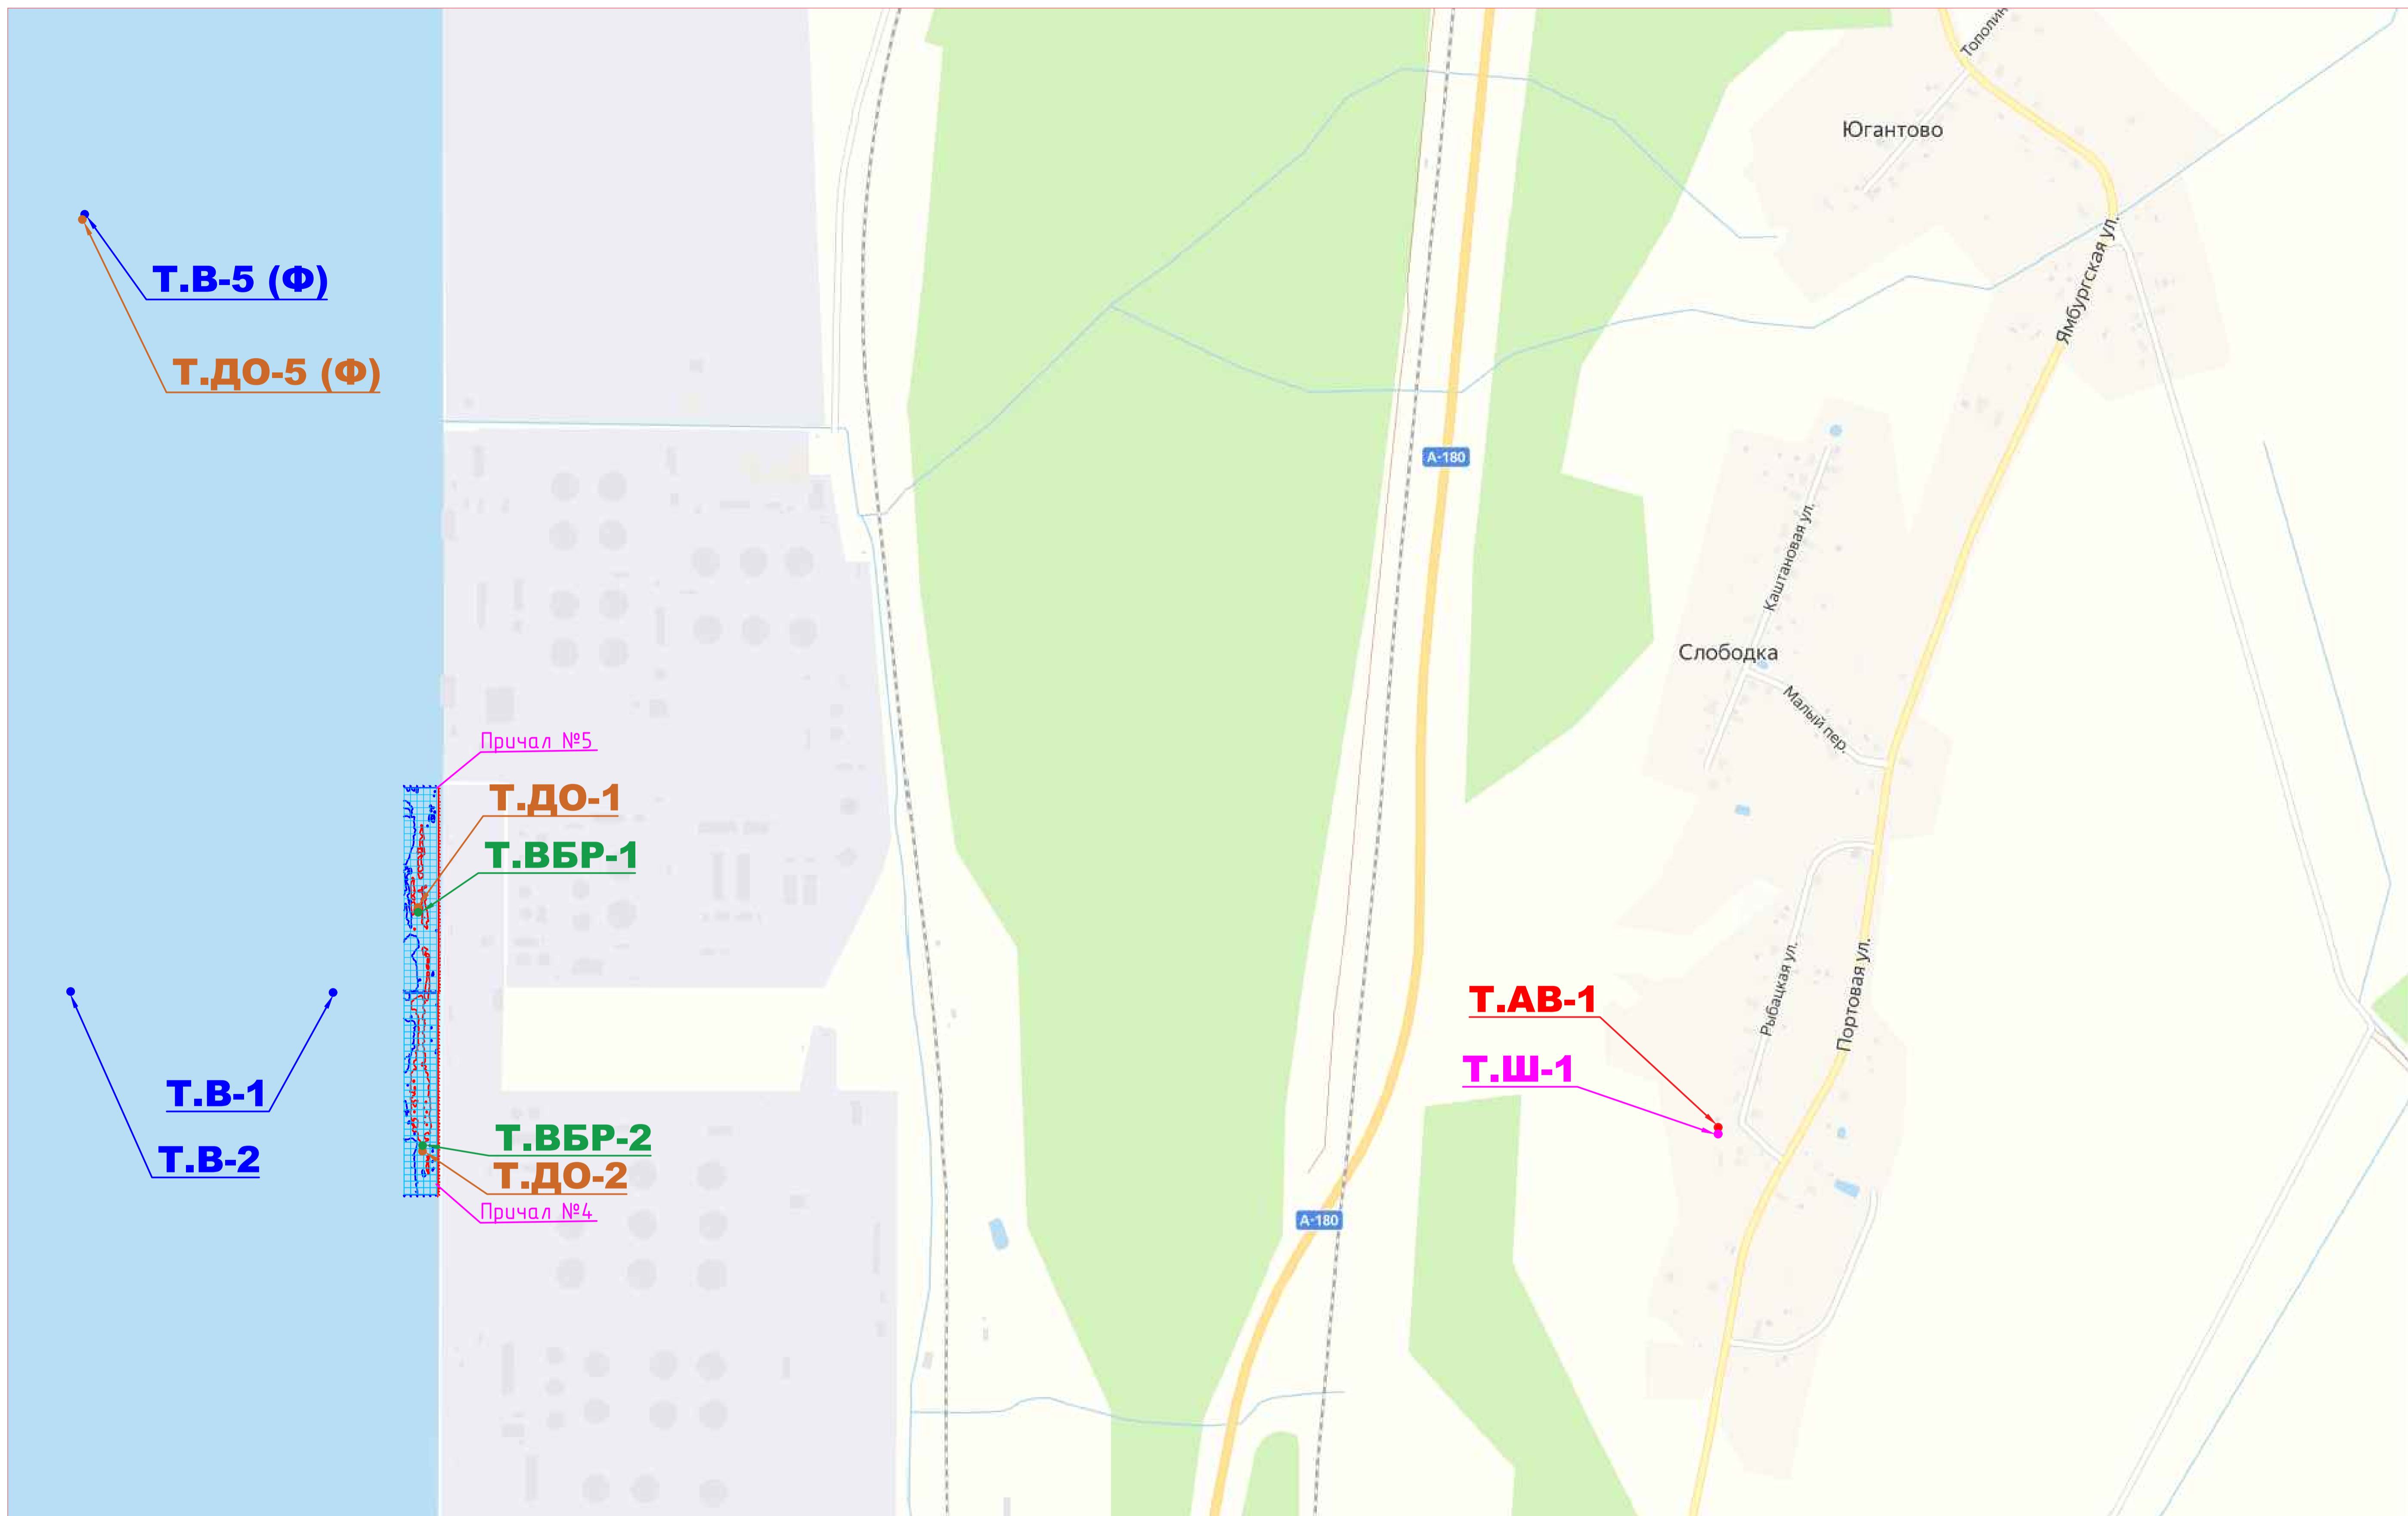 Тополин
Югантово
Ямбургская ул.
Т.В-5 (Ф)
Т.ДО-5 (Ф)
А-180
Каштановая ул.
Слободка
Малый пер.
Причал №5
Т.ДО-1
Т.ВБР-1
Рыбацкая ул.
Портовая ул.
Т.АВ-1
Т.Ш-1
Т.В-1
Т.В-2
Т.ВБР-2
Т.ДО-2
Причал №4
А-180